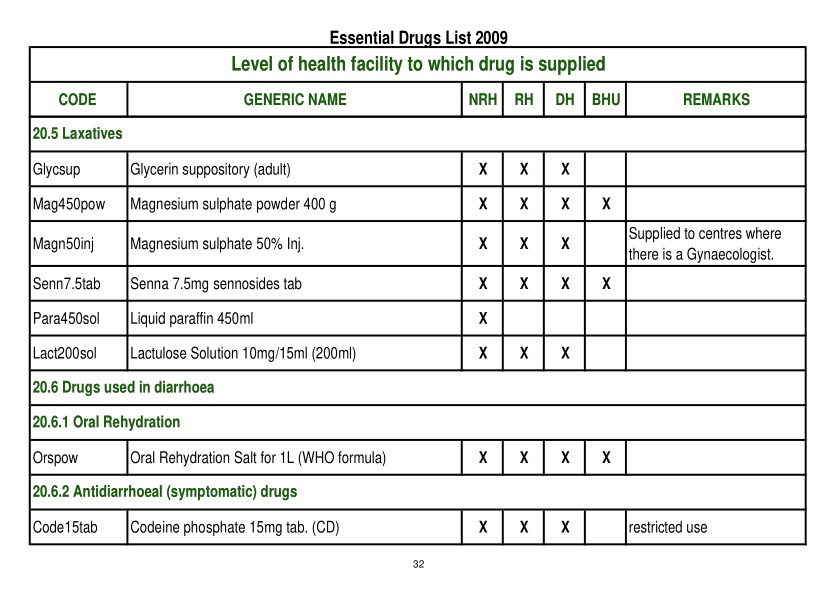 Essential Drugs List 2009
Level of health facility to which drug is supplied
CODE GENERIC NAME NRH RH DH BHU REMARKS
20.5 Laxatives
Glycsup Glycerin suppository (adult) X X X
Mag450pow Magnesium sulphate powder 400 g X X X X
Magn50inj Magnesium sulphate 50% Inj. X X X Supplied to centres where
there is a Gynaecologist.
Senn7.5tab Senna 7.5mg sennosides tab X X X X
Para450sol Liquid paraffin 450ml X
Lact200sol Lactulose Solution 10mg/15ml (200ml) X X X
20.6 Drugs used in diarrhoea
20.6.1 Oral Rehydration
Orspow Oral Rehydration Salt for 1L (WHO formula) X X X X
20.6.2 Antidiarrhoeal (symptomatic) drugs
Code15tab Codeine phosphate 15mg tab. (CD) X X X restricted use
32